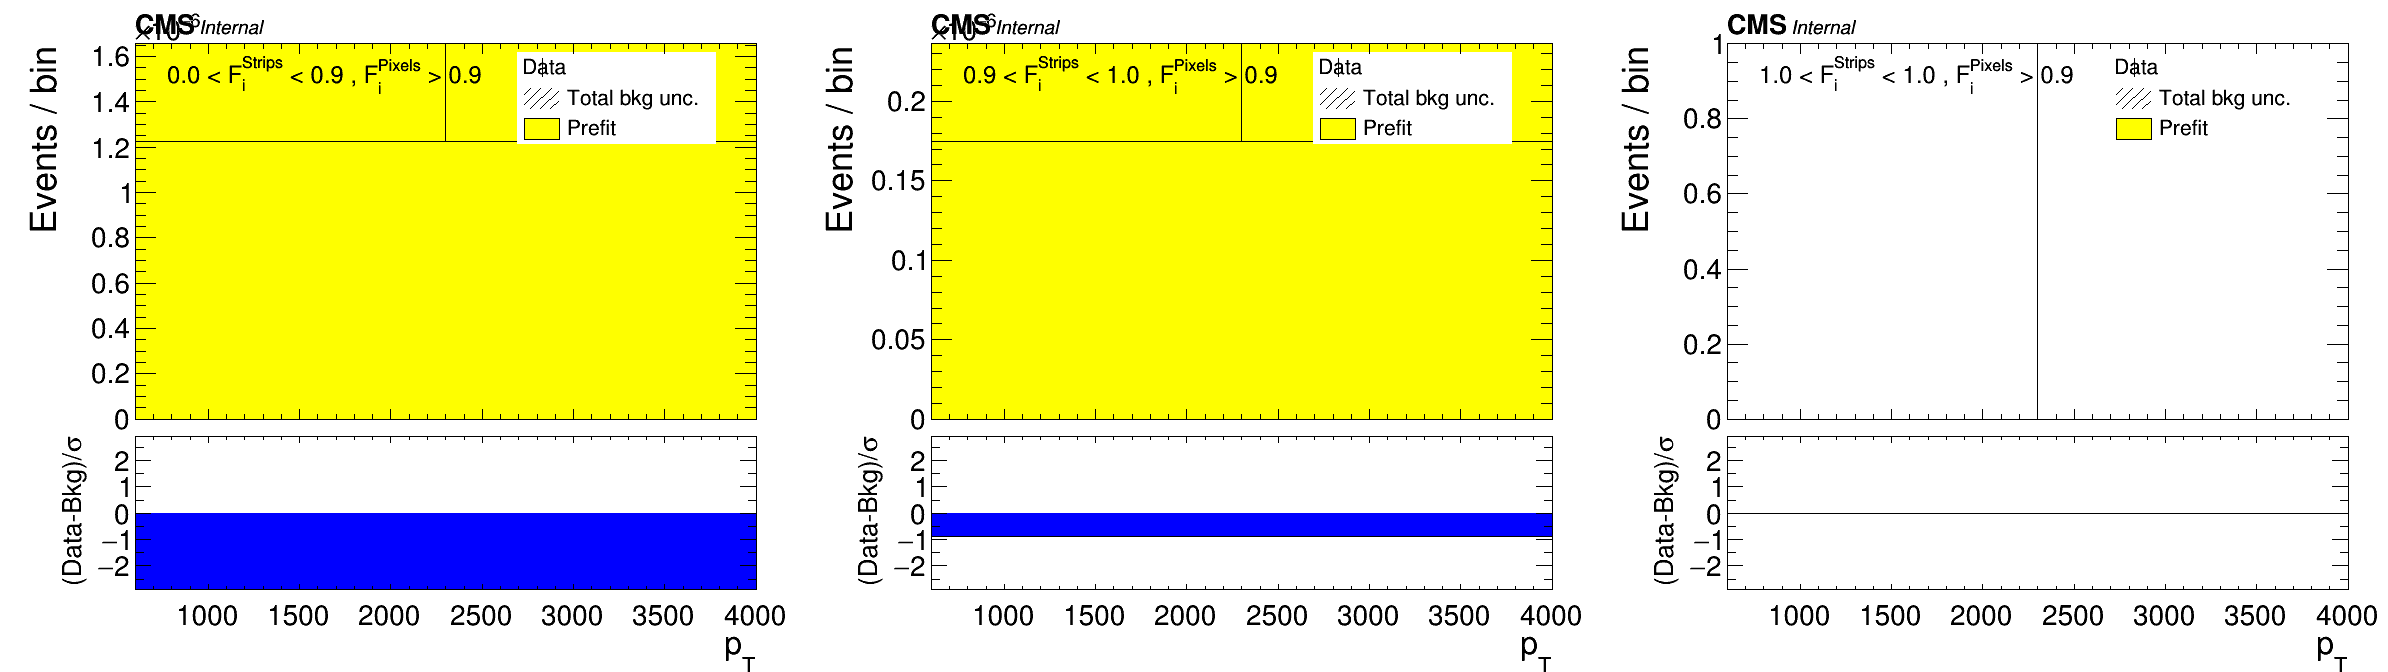 CMS Internal
Events / bin
1.6
1.4
1.2
1
0.8
0.6
0.4
0.2
0
0.0 < F_i^Strips < 0.9 , F_i^Pixels > 0.9
Data
Total bkg unc.
Prefit
(Data-Bkg)/σ
2
1
0
−1
−2
1000 1500 2000 2500 3000 3500 4000
p_T
CMS Internal
Events / bin
0.2
0.15
0.1
0.05
0
0.9 < F_i^Strips < 1.0 , F_i^Pixels > 0.9
Data
Total bkg unc.
Prefit
(Data-Bkg)/σ
2
1
0
−1
−2
1000 1500 2000 2500 3000 3500 4000
p_T
CMS Internal
Events / bin
1
0.8
0.6
0.4
0.2
0
1.0 < F_i^Strips < 1.0 , F_i^Pixels > 0.9
Data
Total bkg unc.
Prefit
(Data-Bkg)/σ
2
1
0
−1
−2
1000 1500 2000 2500 3000 3500 4000
p_T